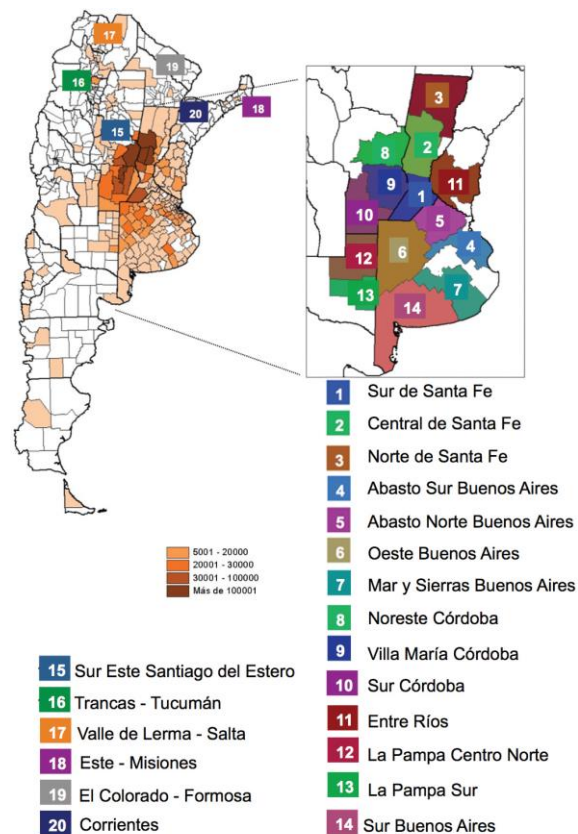 17
19
16
20
18
15
3
2
8
11
9
1
10
5
4
6
12
7
13
14
1 Sur de Santa Fe
2 Central de Santa Fe
3 Norte de Santa Fe
4 Abasto Sur Buenos Aires
5 Abasto Norte Buenos Aires
6 Oeste Buenos Aires
7 Mar y Sierras Buenos Aires
8 Noreste Córdoba
9 Villa María Córdoba
10 Sur Córdoba
11 Entre Ríos
12 La Pampa Centro Norte
13 La Pampa Sur
14 Sur Buenos Aires
5001 - 20000
20001 - 30000
30001 - 100000
Más de 100001
15 Sur Este Santiago del Estero
16 Trancas - Tucumán
17 Valle de Lerma - Salta
18 Este - Misiones
19 El Colorado - Formosa
20 Corrientes